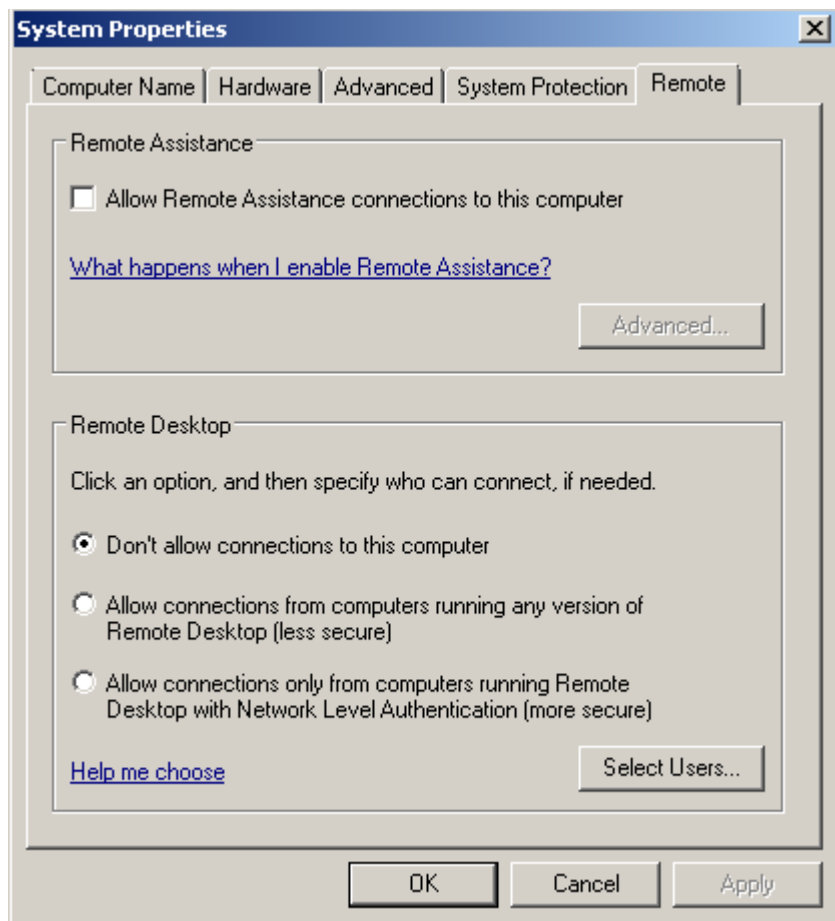 System Properties
Computer Name Hardware Advanced System Protection Remote
Remote Assistance
Allow Remote Assistance connections to this computer
What happens when I enable Remote Assistance?
Advanced...
Remote Desktop
Click an option, and then specify who can connect, if needed.
Don't allow connections to this computer
Allow connections from computers running any version of
Remote Desktop (less secure)
Allow connections only from computers running Remote
Desktop with Network Level Authentication (more secure)
Help me choose
Select Users...
OK Cancel Apply